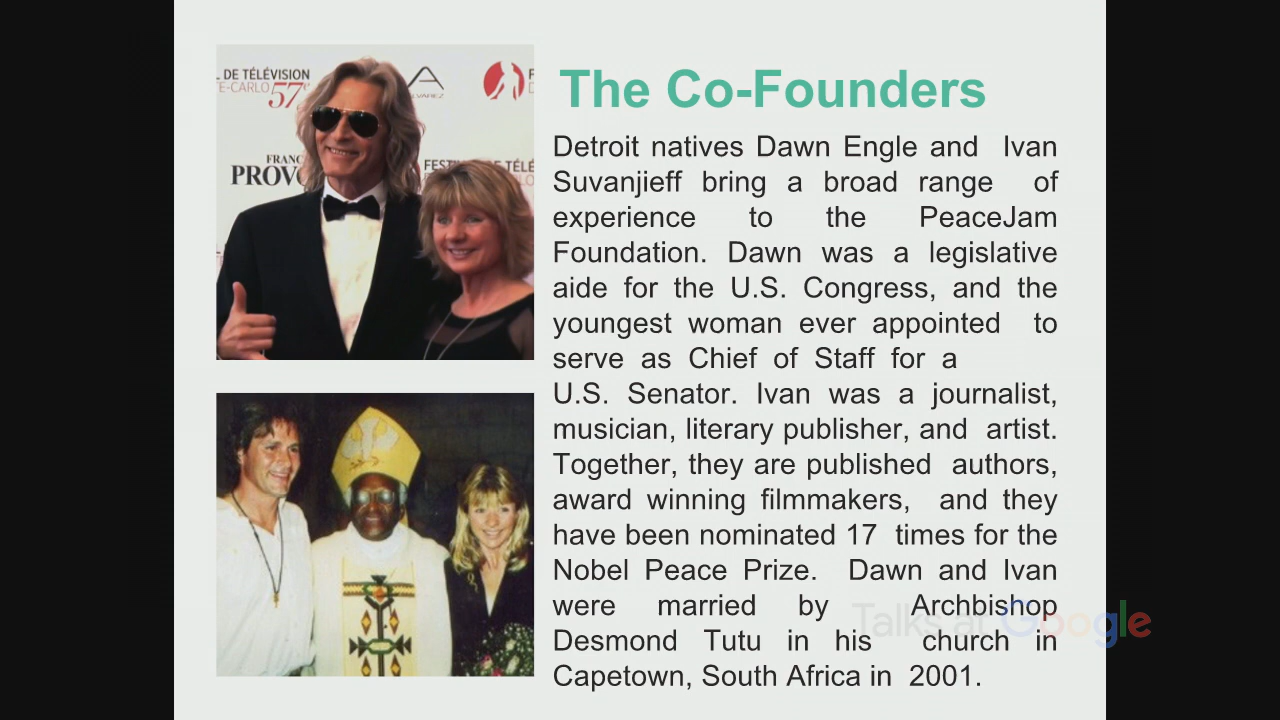 L DE TÉLÉVISION
TE-CARLO 57e
ALVAREZ
FRANC
PROVO
The Co-Founders
Detroit natives Dawn Engle and Ivan
Suvanjieff bring a broad range of
experience to the PeaceJam
Foundation. Dawn was a legislative
aide for the U.S. Congress, and the
youngest woman ever appointed to
serve as Chief of Staff for a
U.S. Senator. Ivan was a journalist,
musician, literary publisher, and artist.
Together, they are published authors,
award winning filmmakers, and they
have been nominated 17 times for the
Nobel Peace Prize. Dawn and Ivan
were married by Archbishop
Desmond Tutu in his church in
Capetown, South Africa in 2001.
Talks at Google